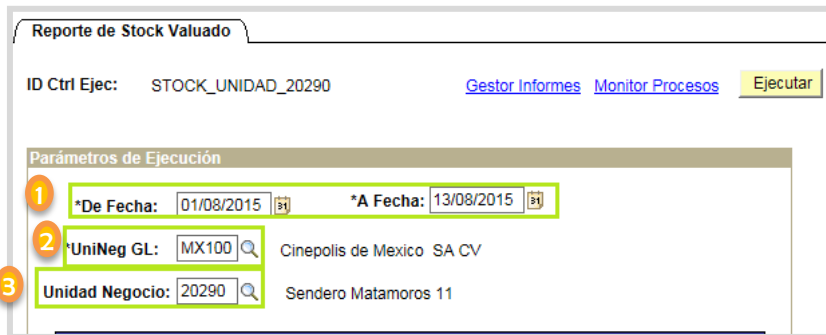 Reporte de Stock Valuado
ID Ctrl Ejec: STOCK_UNIDAD_20290 Gestor Informes Monitor Procesos Ejecutar
Parámetros de Ejecución
1 *De Fecha: 01/08/2015 31 *A Fecha: 13/08/2015 31
2 *UniNeg GL: MX100 Cinepolis de Mexico SA CV
3 Unidad Negocio: 20290 Sendero Matamoros 11